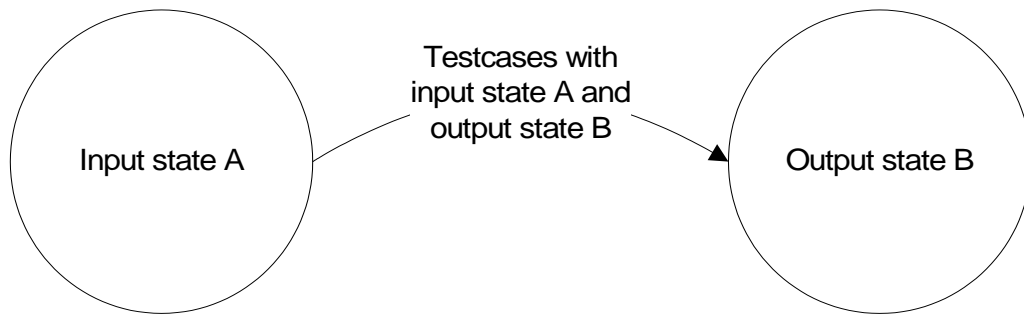 Input state A
Testcases with
input state A and
output state B
Output state B